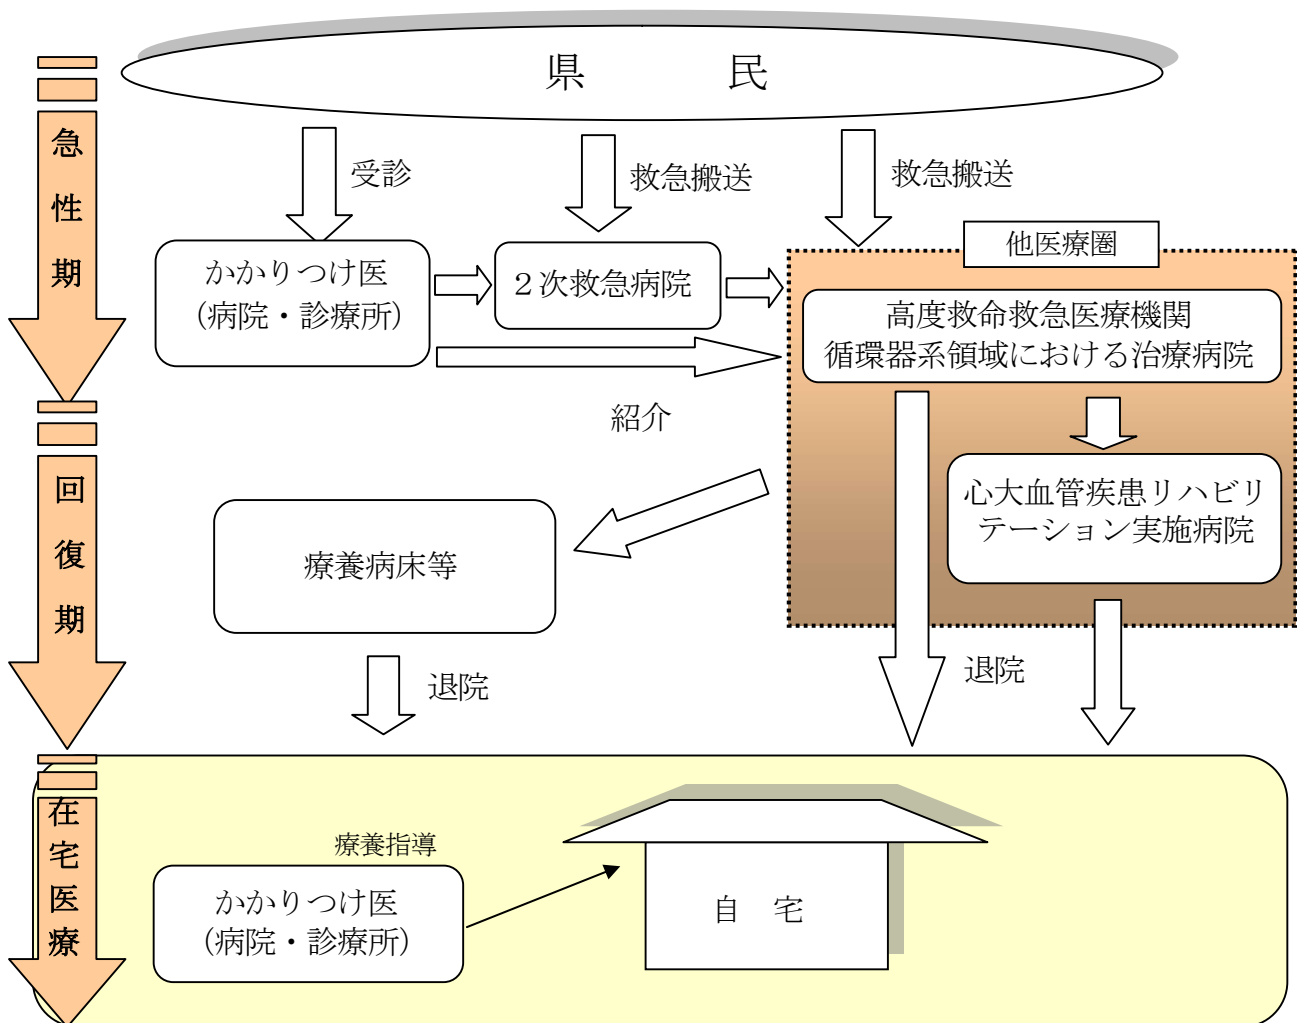 県　　　民
急性期
受診
救急搬送
救急搬送
他医療圏
かかりつけ医
（病院・診療所）
２次救急病院
高度救命救急医療機関
循環器系領域における治療病院
紹介
回復期
心大血管疾患リハビリ
テーション実施病院
療養病床等
退院
退院
在宅医療
療養指導
かかりつけ医
（病院・診療所）
自　宅